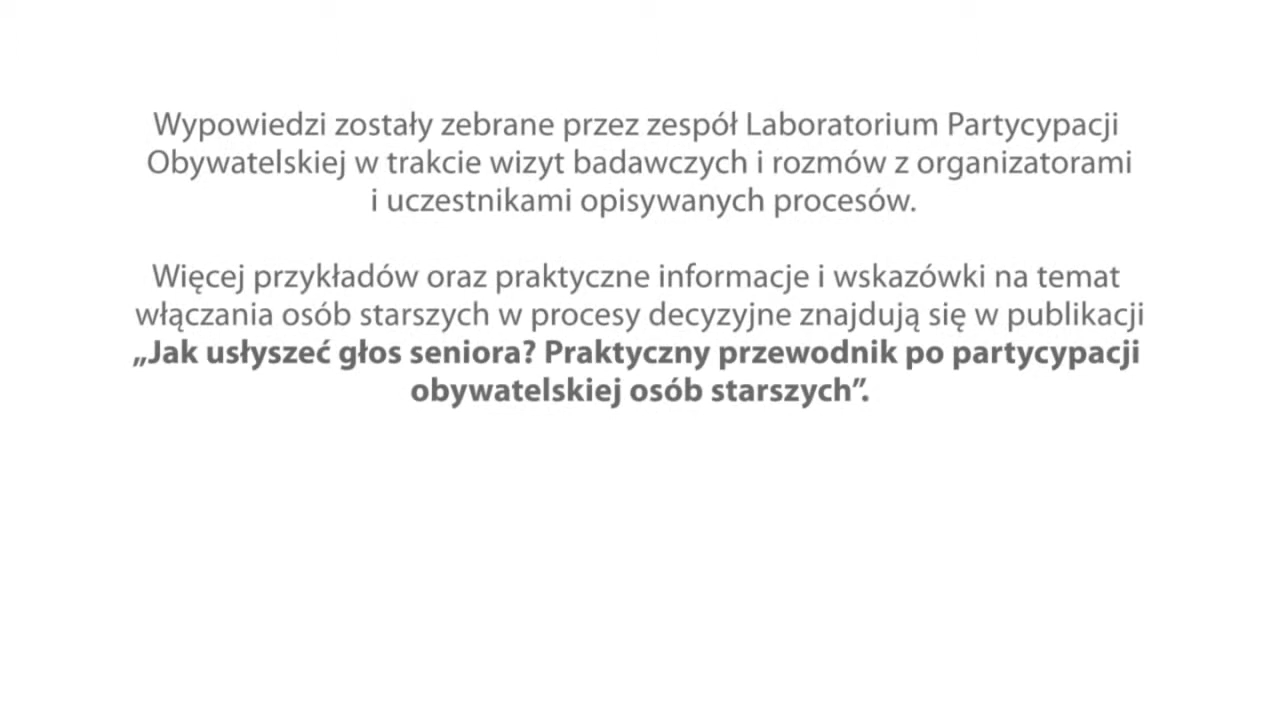 Wypowiedzi zostały zebrane przez zespół Laboratorium Partycypacji
Obywatelskiej w trakcie wizyt badawczych i rozmów z organizatorami
i uczestnikami opisywanych procesów.
Więcej przykładów oraz praktyczne informacje i wskazówki na temat
włączania osób starszych w procesy decyzyjne znajdują się w publikacji
„Jak usłyszeć głos seniora? Praktyczny przewodnik po partycypacji
obywatelskiej osób starszych”.